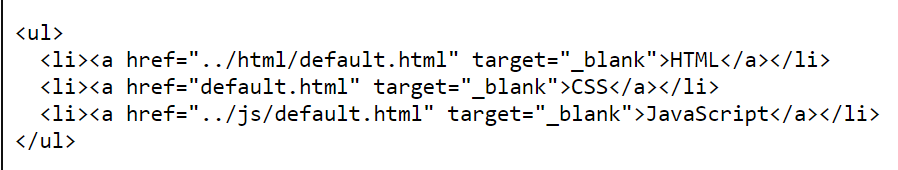 <ul>
<li><a href="../html/default.html" target="_blank">HTML</a></li>
<li><a href="default.html" target="_blank">CSS</a></li>
<li><a href="../js/default.html" target="_blank">JavaScript</a></li>
</ul>